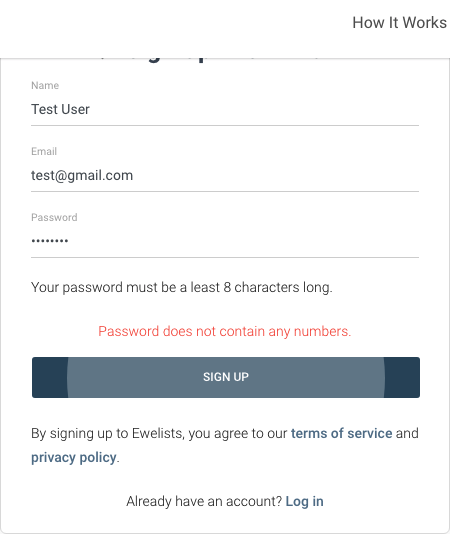 How It Works
Name
Test User
Email
test@gmail.com
Password
••••••••
Your password must be a least 8 characters long.
Password does not contain any numbers.
SIGN UP
By signing up to Ewelists, you agree to our terms of service and
privacy policy.
Already have an account? Log in